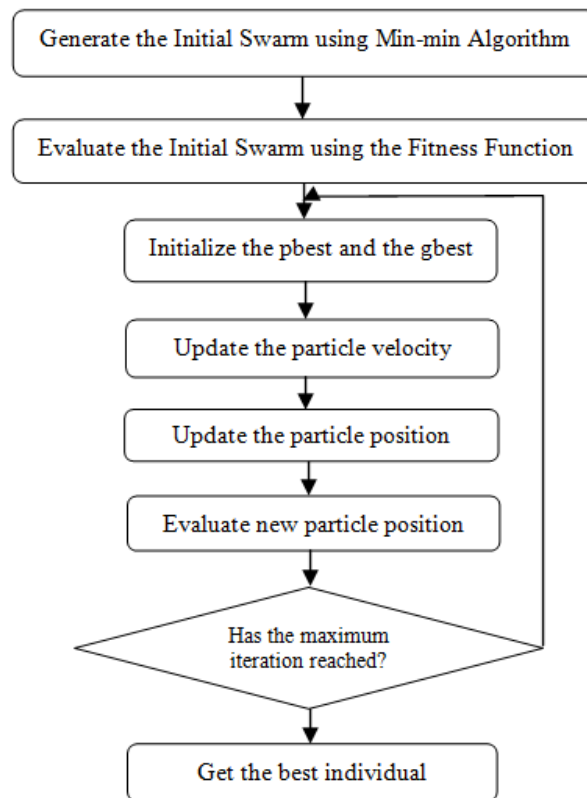 Generate the Initial Swarm using Min-min Algorithm
Evaluate the Initial Swarm using the Fitness Function
Initialize the pbest and the gbest
Update the particle velocity
Update the particle position
Evaluate new particle position
Has the maximum
iteration reached?
Get the best individual